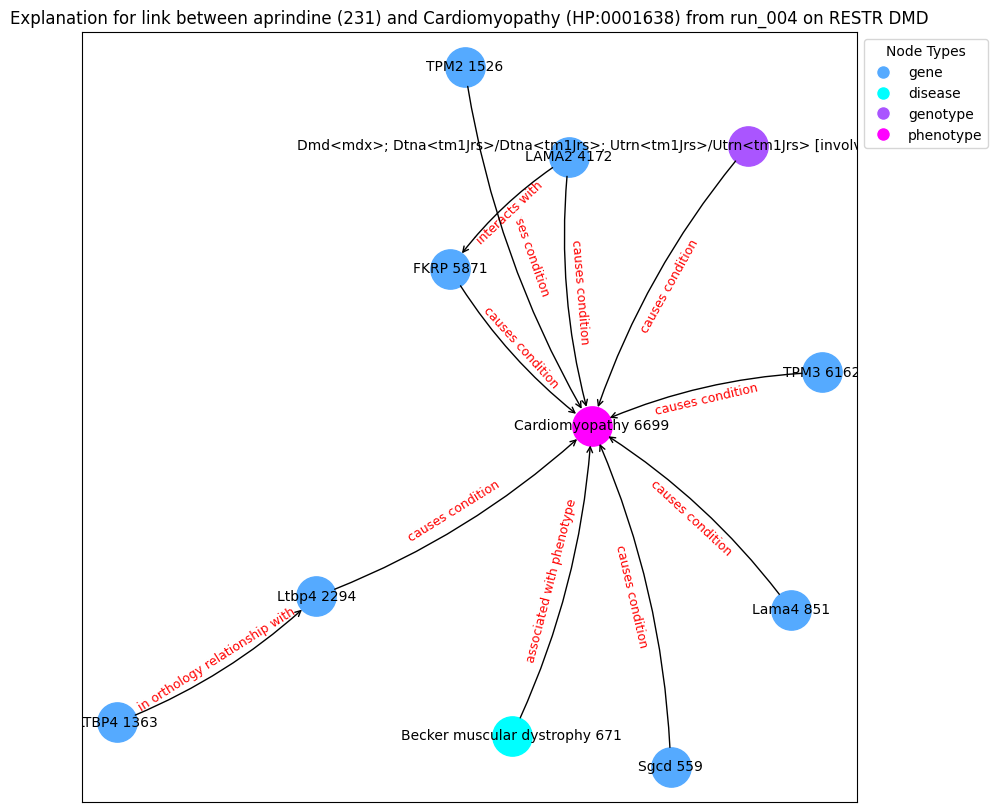 Explanation for link between aprindine (231) and Cardiomyopathy (HP:0001638) from run_004 on RESTR DMD
Node Types
gene
disease
genotype
phenotype
TPM2 1526
Dmd<mdx>; Dtna<tm1Jrs>/Dtna<tm1Jrs>; Utrn<tm1Jrs>/Utrn<tm1Jrs> [involv
LAMA2 4172
interacts with
ses condition
causes condition
causes condition
FKRP 5871
causes condition
TPM3 6162
causes condition
Cardiomyopathy 6699
causes condition
associated with phenotype
causes condition
causes condition
Ltbp4 2294
Lama4 851
in orthology relationship with
TBP4 1363
Becker muscular dystrophy 671
Sgcd 559